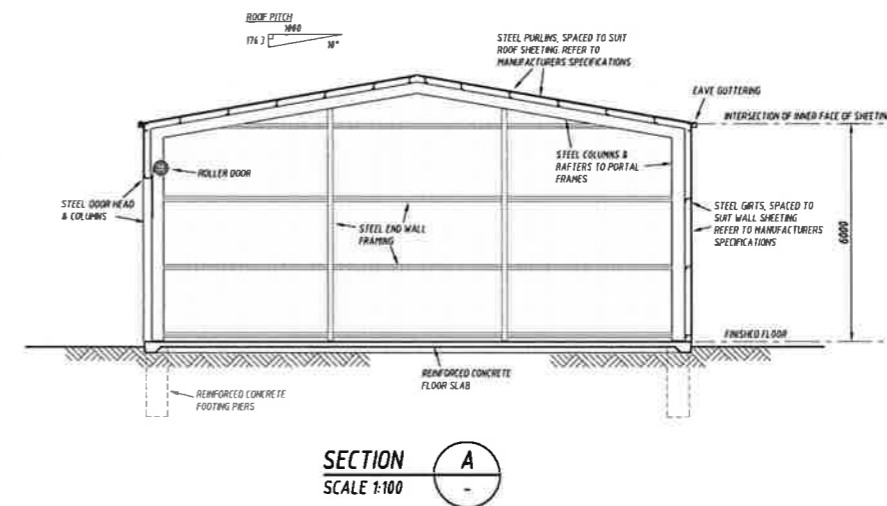 ROOF PITCH
1000
176.3
10°
STEEL PURLINS, SPACED TO SUIT
ROOF SHEETING. REFER TO
MANUFACTURERS SPECIFICATIONS
EAVE GUTTERING
INTERSECTION OF INNER FACE OF SHEETIN
STEEL COLUMNS &
RAFTERS TO PORTAL
FRAMES
ROLLER DOOR
STEEL DOOR HEAD
& COLUMNS
STEEL END WALL
FRAMING
STEEL GIRTS, SPACED TO
SUIT WALL SHEETING
REFER TO MANUFACTURERS
SPECIFICATIONS
6000
FINISHED FLOOR
REINFORCED CONCRETE
FLOOR SLAB
REINFORCED CONCRETE
FOOTING PIERS
SECTION
SCALE 1:100
A
-